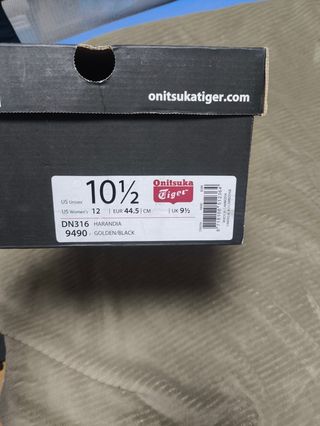 onitsukatiger.com
US Unisex 10½
Onitsuka
Tiger
US Women's 12 EUR 44.5 CM UK 9½
DN316 HARANDIA
9490 GOLDEN/BLACK